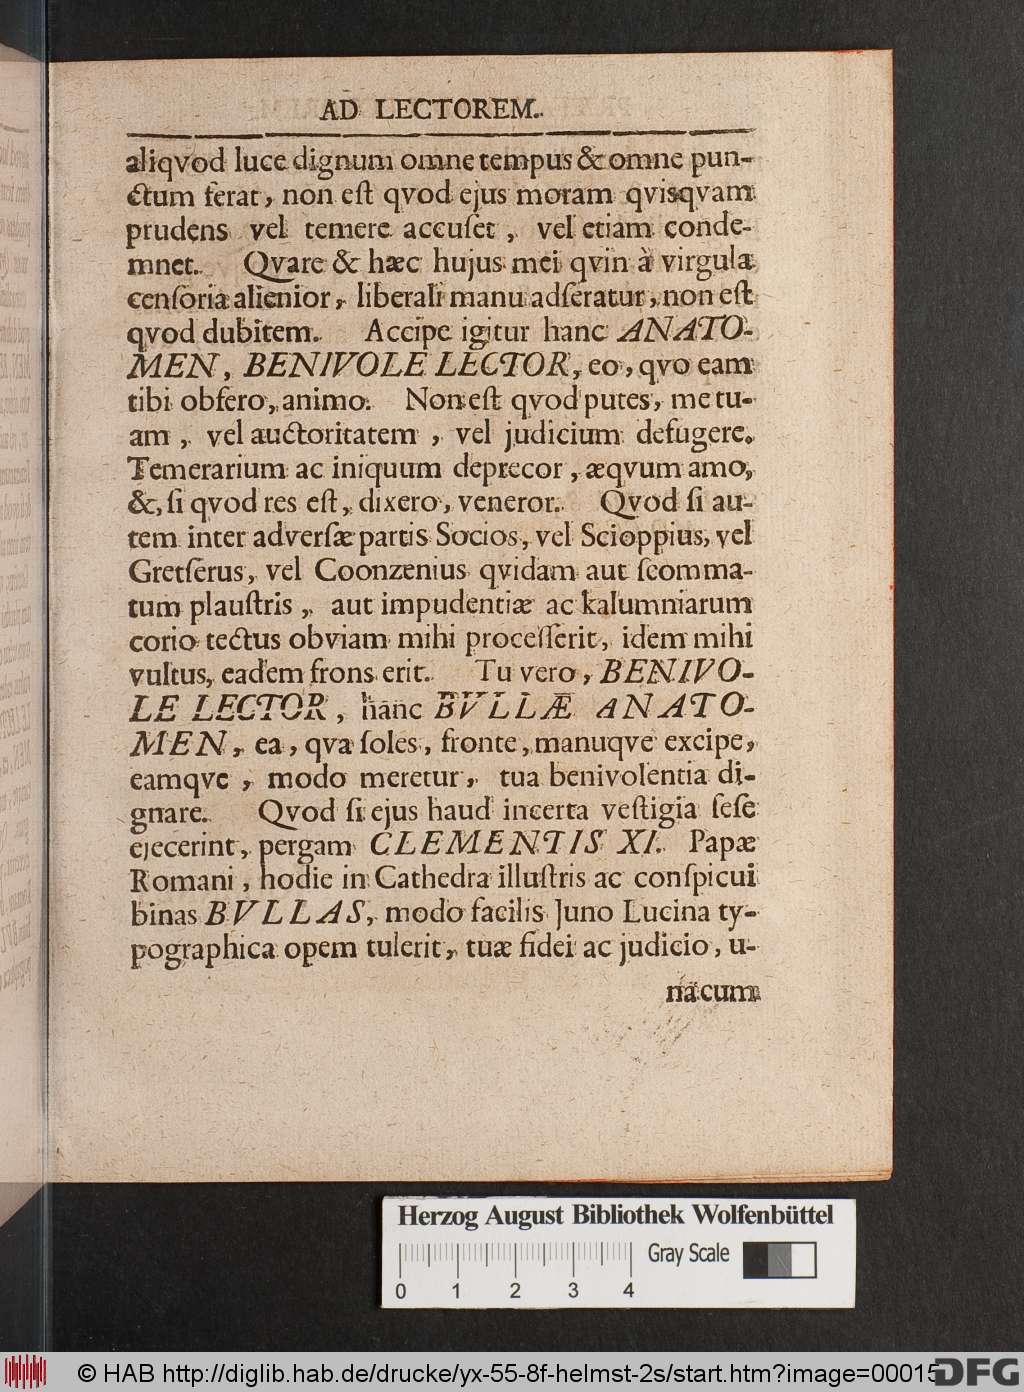 AD LECTOREM.
aliqvod luce dignum omne tempus & omne pun-
ctum ferat, non eſt qvod ejus moram qvisqvam
prudens vel temere accuſet, vel etiam conde-
mnet. Qvare & hæc hujus mei qvin à virgulæ
cenſoria alienior, liberali manu adſeratur, non eſt
qvod dubitem. Accipe igitur hanc ANATO-
MEN, BENIVOLE LECTOR, eo, qvo eam
tibi obfero, animo. Non eſt qvod putes, me tu-
am, vel auctoritatem, vel judicium defugere.
Temerarium ac iniquum deprecor, æqvum amo,
&, ſi qvod res eſt, dixero, veneror. Qvod ſi au-
tem inter adverſæ partis Socios, vel Scioppius, vel
Gretſerus, vel Coonzenius qvidam aut ſcomma-
tum plauſtris, aut impudentiæ ac kalumniarum
corio tectus obviam mihi proceſſerit, idem mihi
vultus, eadem frons erit. Tu vero, BENIVO-
LE LECTOR, hanc BVLLÆ ANATO-
MEN, ea, qva ſoles, fronte, manuqve excipe,
eamqve, modo meretur, tua benivolentia di-
gnare. Qvod ſi ejus haud incerta veſtigia ſeſe
ejecerint, pergam CLEMENTIS XI. Papæ
Romani, hodie in Cathedra illuſtris ac conſpicui
binas BVLLAS, modo facilis Juno Lucina ty-
pographica opem tulerit, tuæ fidei ac judicio, u-
na cum
Herzog August Bibliothek Wolfenbüttel
Gray Scale
0 1 2 3 4
© HAB http://diglib.hab.de/drucke/yx-55-8f-helmst-2s/start.htm?image=00015
DFG